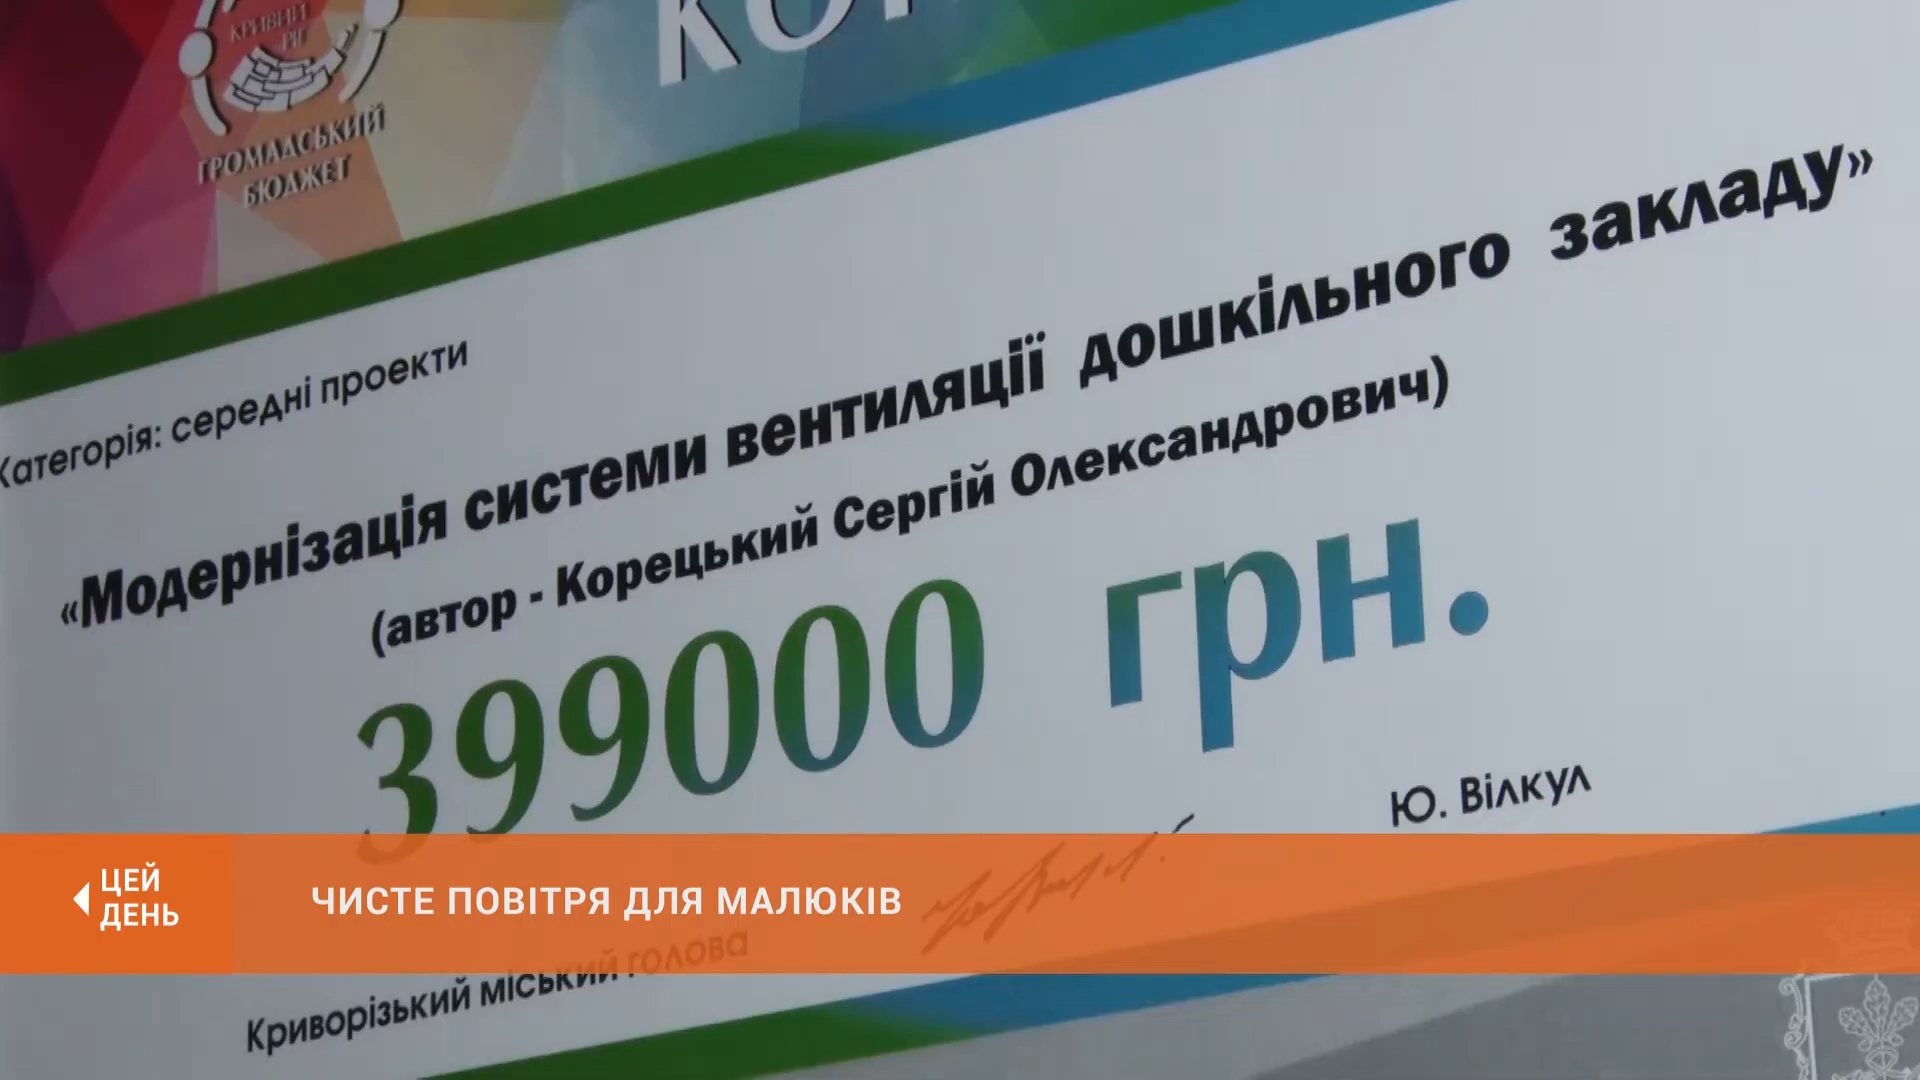 КРИВИЙ
РІГ
ГРОМАДСЬКИЙ
БЮДЖЕТ
Категорія: середні проекти
«Модернізація системи вентиляції дошкільного закладу»
(автор - Корецький Сергій Олександрович)
399000 грн.
Ю. Вілкул
ЦЕЙ
ДЕНЬ
ЧИСТЕ ПОВІТРЯ ДЛЯ МАЛЮКІВ
Криворізький міський голова